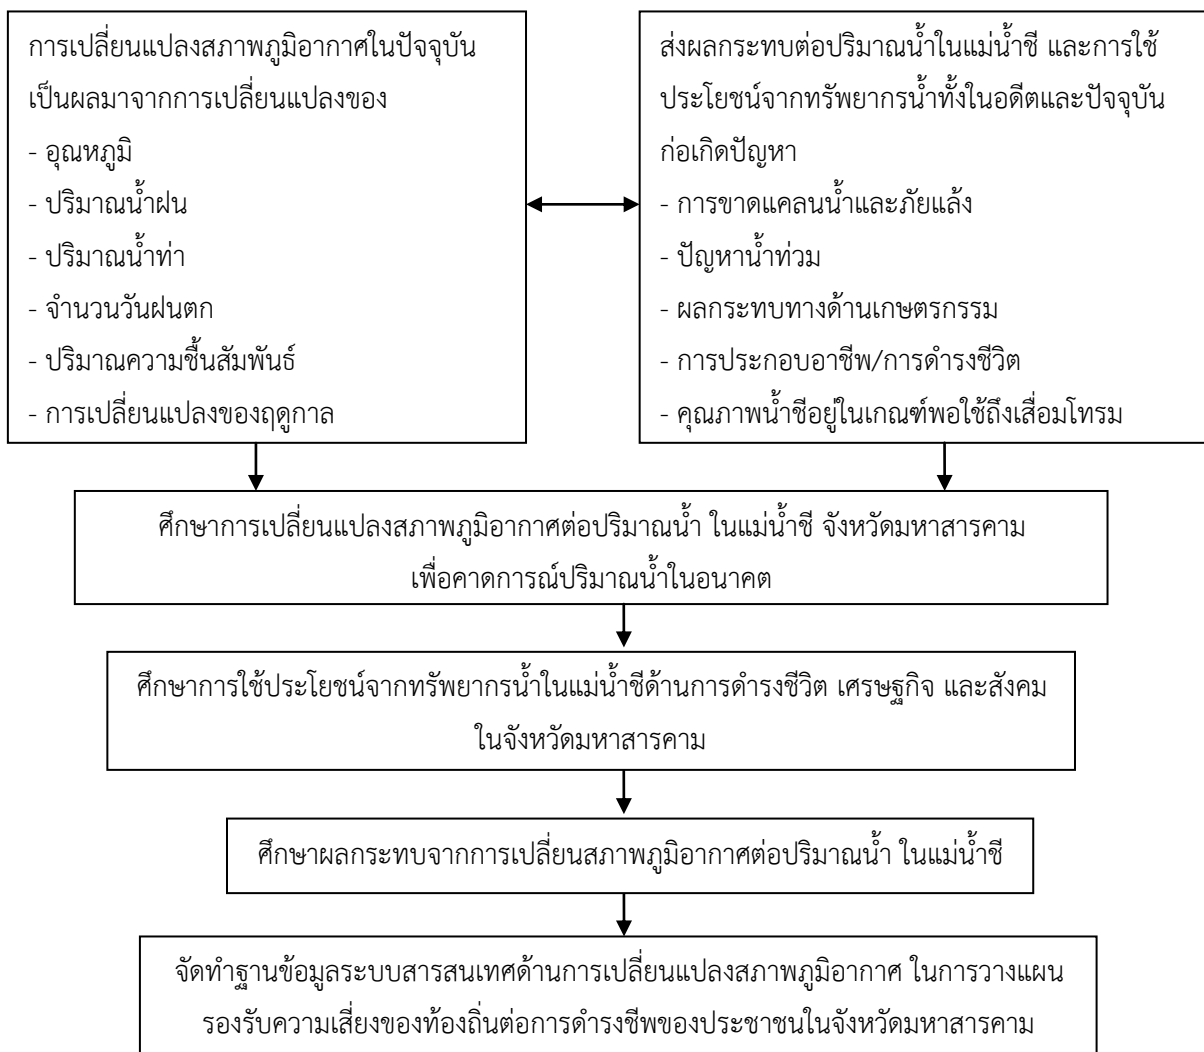 การเปลี่ยนแปลงสภาพภูมิอากาศในปัจจุบัน
เป็นผลมาจากการเปลี่ยนแปลงของ
- อุณหภูมิ
- ปริมาณน้ำฝน
- ปริมาณน้ำท่า
- จำนวนวันฝนตก
- ปริมาณความชื้นสัมพันธ์
- การเปลี่ยนแปลงของฤดูกาล
ส่งผลกระทบต่อปริมาณน้ำในแม่น้ำชี และการใช้
ประโยชน์จากทรัพยากรน้ำทั้งในอดีตและปัจจุบัน
ก่อเกิดปัญหา
- การขาดแคลนน้ำและภัยแล้ง
- ปัญหาน้ำท่วม
- ผลกระทบทางด้านเกษตรกรรม
- การประกอบอาชีพ/การดำรงชีวิต
- คุณภาพน้ำชีอยู่ในเกณฑ์พอใช้ถึงเสื่อมโทรม
ศึกษาการเปลี่ยนแปลงสภาพภูมิอากาศต่อปริมาณน้ำ ในแม่น้ำชี จังหวัดมหาสารคาม
เพื่อคาดการณ์ปริมาณน้ำในอนาคต
ศึกษาการใช้ประโยชน์จากทรัพยากรน้ำในแม่น้ำชีด้านการดำรงชีวิต เศรษฐกิจ และสังคม
ในจังหวัดมหาสารคาม
ศึกษาผลกระทบจากการเปลี่ยนสภาพภูมิอากาศต่อปริมาณน้ำ ในแม่น้ำชี
จัดทำฐานข้อมูลระบบสารสนเทศด้านการเปลี่ยนแปลงสภาพภูมิอากาศ ในการวางแผน
รองรับความเสี่ยงของท้องถิ่นต่อการดำรงชีพของประชาชนในจังหวัดมหาสารคาม